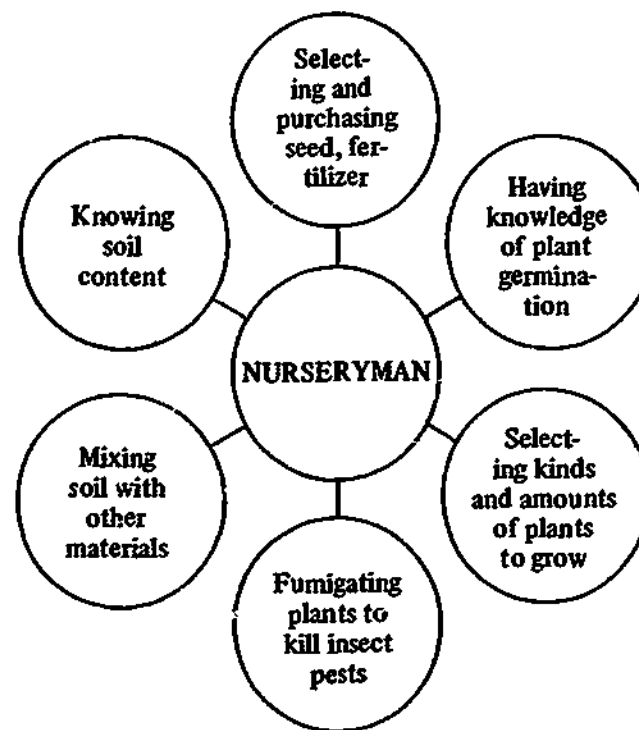 Select-
ing and
purchasing
seed, fer-
tilizer
Knowing
soil
content
Having
knowledge
of plant
germina-
tion
NURSERYMAN
Mixing
soil with
other
materials
Select-
ing kinds
and amounts
of plants
to grow
Fumigating
plants to
kill insect
pests